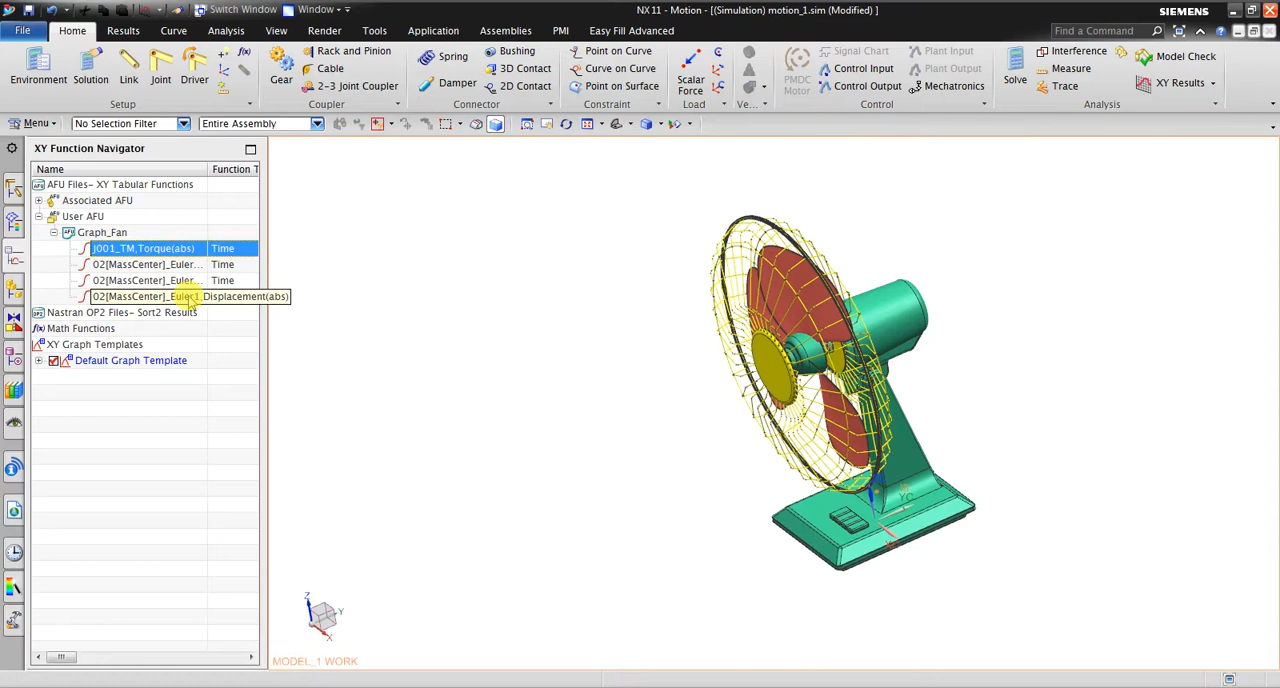 Switch Window Window NX 11 - Motion - [(Simulation) motion_1.sim (Modified) ] SIEMENS
File Home Results Curve Analysis View Render Tools Application Assemblies PMI Easy Fill Advanced Find a Command
Rack and Pinion Spring Bushing Point on Curve Signal Chart Plant Input Interference Model Check
Cable 3D Contact Curve on Curve Control Input Plant Output Measure
2-3 Joint Coupler Damper 2D Contact Point on Surface Control Output Mechatronics Trace XY Results
Environment Solution Link Joint Driver Gear Scalar Force PMDC Motor Solve
Setup Coupler Connector Constraint Load Ve... Control Analysis
Menu No Selection Filter Entire Assembly
XY Function Navigator
Name Function T
AFU Files- XY Tabular Functions
Associated AFU
User AFU
Graph_Fan
J001_TM,Torque(abs) Time
02[MassCenter]_Euler... Time
02[MassCenter]_Euler... Time
02[MassCenter]_Euler1,Displacement(abs)
Nastran OP2 Files- Sort2 Results
Math Functions
XY Graph Templates
Default Graph Template
YC
Z
Y
X
MODEL_1 WORK